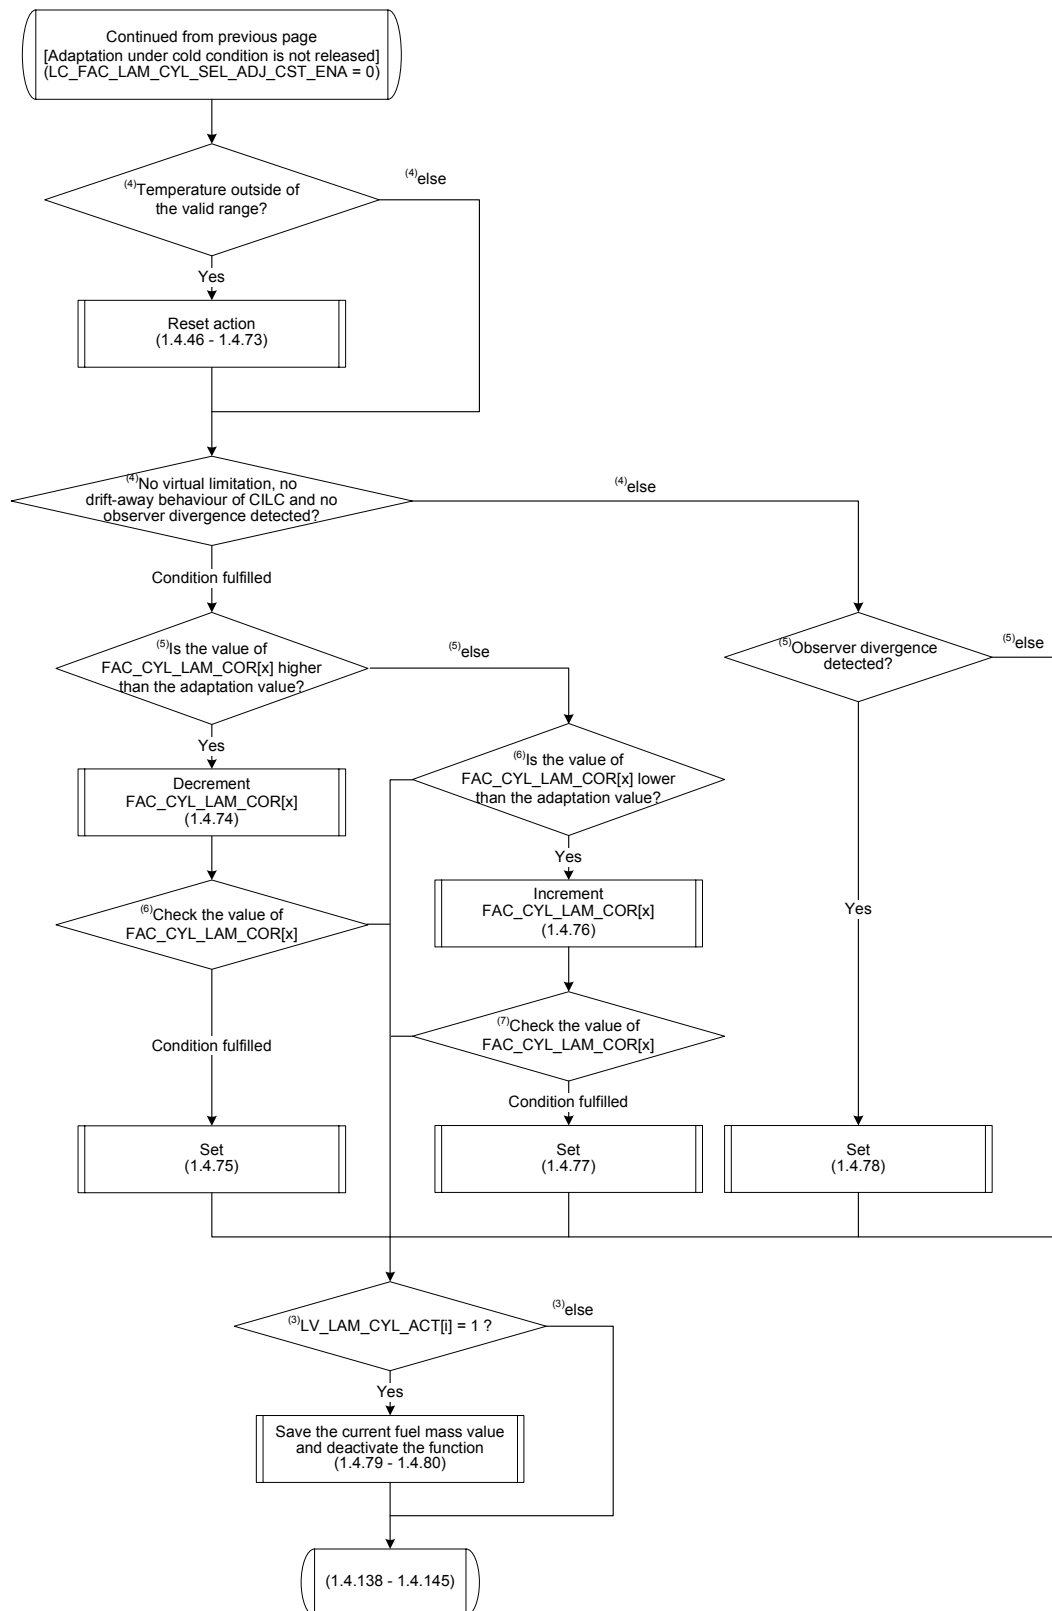 Continued from previous page
[Adaptation under cold condition is not released]
(LC_FAC_LAM_CYL_SEL_ADJ_CST_ENA = 0)
(4)Temperature outside of
the valid range?
(4)else
Yes
Reset action
(1.4.46 - 1.4.73)
(4)No virtual limitation, no
drift-away behaviour of CILC and no
observer divergence detected?
(4)else
Condition fulfilled
(5)Is the value of
FAC_CYL_LAM_COR[x] higher
than the adaptation value?
(5)else
(5)Observer divergence
detected?
(5)else
Yes
Decrement
FAC_CYL_LAM_COR[x]
(1.4.74)
(6)Is the value of
FAC_CYL_LAM_COR[x] lower
than the adaptation value?
Yes
(6)Check the value of
FAC_CYL_LAM_COR[x]
Increment
FAC_CYL_LAM_COR[x]
(1.4.76)
Yes
(7)Check the value of
FAC_CYL_LAM_COR[x]
Condition fulfilled
Condition fulfilled
Set
(1.4.75)
Set
(1.4.77)
Set
(1.4.78)
(3)LV_LAM_CYL_ACT[i] = 1 ?
(3)else
Yes
Save the current fuel mass value
and deactivate the function
(1.4.79 - 1.4.80)
(1.4.138 - 1.4.145)